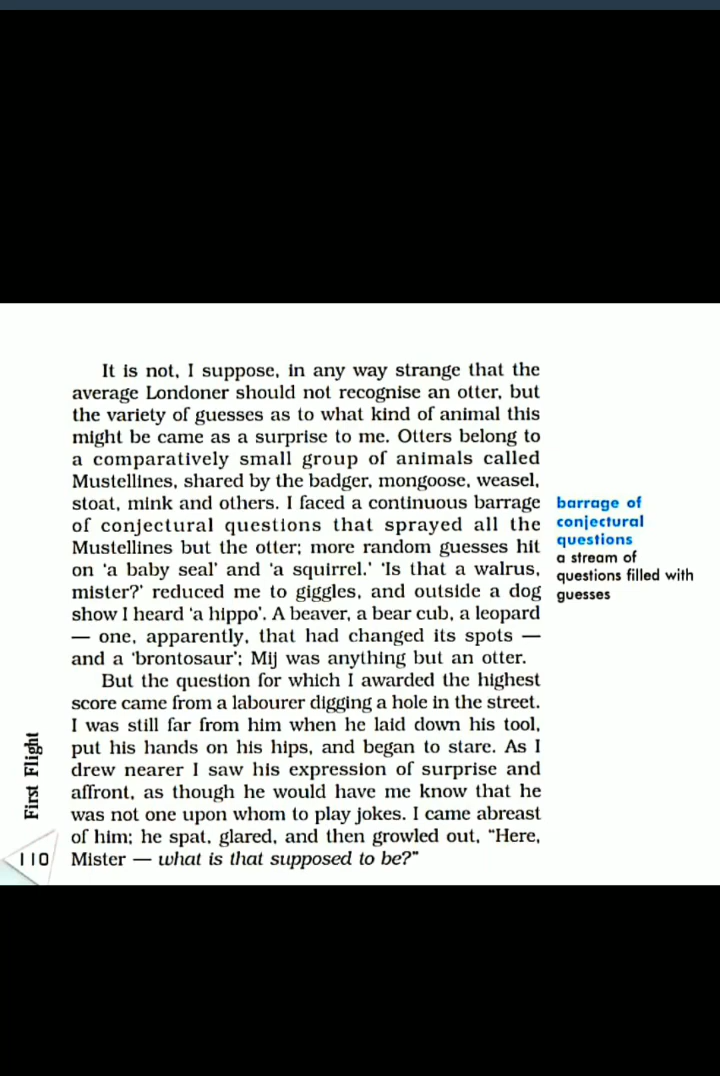 It is not, I suppose, in any way strange that the
average Londoner should not recognise an otter, but
the variety of guesses as to what kind of animal this
might be came as a surprise to me. Otters belong to
a comparatively small group of animals called
Mustellines, shared by the badger, mongoose, weasel,
stoat, mink and others. I faced a continuous barrage
of conjectural questions that sprayed all the
Mustellines but the otter; more random guesses hit
on ‘a baby seal’ and ‘a squirrel.’ ‘Is that a walrus,
mister?’ reduced me to giggles, and outside a dog
show I heard ‘a hippo’. A beaver, a bear cub, a leopard
— one, apparently, that had changed its spots —
and a ‘brontosaur’; Mij was anything but an otter.
But the question for which I awarded the highest
score came from a labourer digging a hole in the street.
I was still far from him when he laid down his tool,
put his hands on his hips, and began to stare. As I
drew nearer I saw his expression of surprise and
affront, as though he would have me know that he
was not one upon whom to play jokes. I came abreast
of him; he spat, glared, and then growled out, “Here,
Mister — what is that supposed to be?”
barrage of
conjectural
questions
a stream of
questions filled with
guesses
First Flight
110